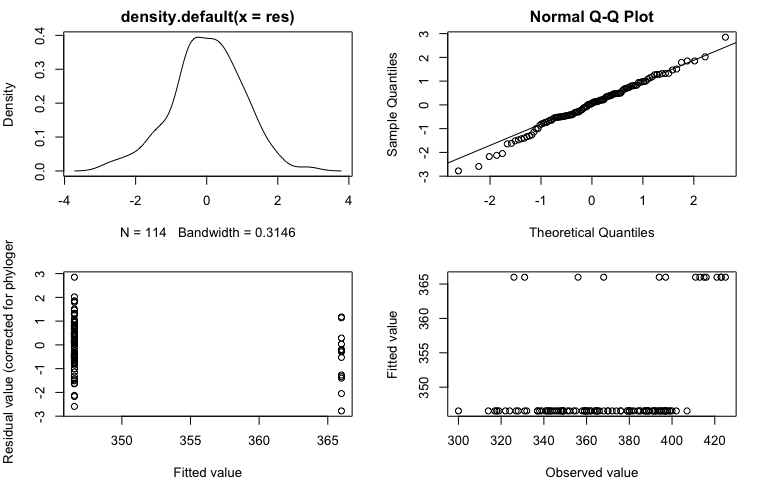 density.default(x = res)
Density
0.0 0.1 0.2 0.3 0.4
-4 -2 0 2 4
N = 114 Bandwidth = 0.3146
Normal Q-Q Plot
Sample Quantiles
-3 -2 -1 0 1 2 3
-2 -1 0 1 2
Theoretical Quantiles
Residual value (corrected for phyloger
-3 -2 -1 0 1 2 3
350 355 360 365
Fitted value
Fitted value
350 355 360 365
300 320 340 360 380 400 420
Observed value